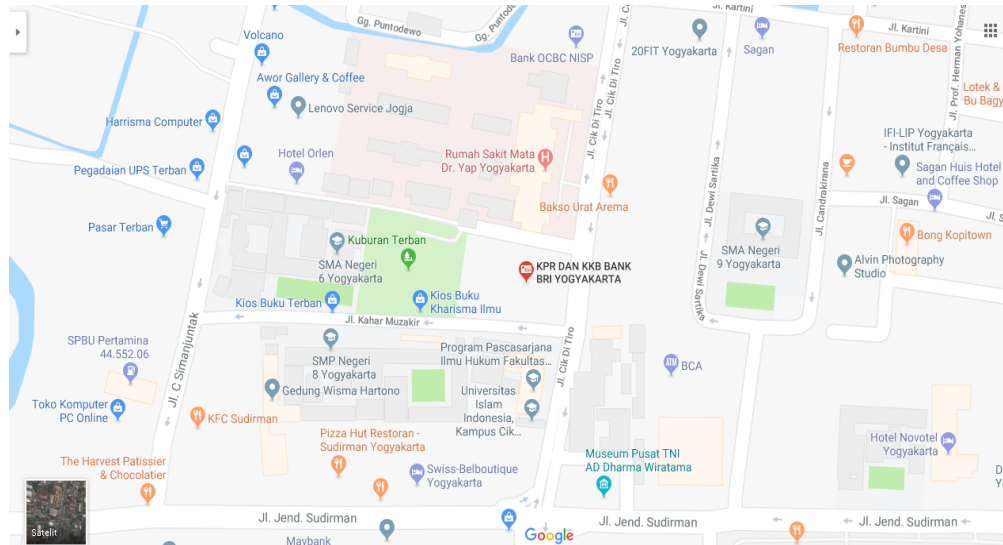 Gg. Puntodewo
Gg. Puntodewo
Jl. Kartini
Jl. Kartini
Volcano
Bank OCBC NISP
Jl. Cik Di Tiro
20FIT Yogyakarta
Sagan
Restoran Bumbu Desa
Jl. Prof. Herman Yohanes
Awor Gallery & Coffee
Lenovo Service Jogja
Lotek &
Bu Bagy
Harrisma Computer
Jl. Cik Di Tiro
IFI-LIP Yogyakarta
- Institut Français...
Hotel Orlen
Rumah Sakit Mata
Dr. Yap Yogyakarta
Pegadaian UPS Terban
Sagan Huis Hotel
and Coffee Shop
Bakso Urat Arema
Jl. Dewi Sartika
Jl. Candrakirana
Jl. Sagan
Pasar Terban
Kuburan Terban
SMA Negeri
6 Yogyakarta
KPR DAN KKB BANK
BRI YOGYAKARTA
SMA Negeri
9 Yogyakarta
Bong Kopitown
Alvin Photography
Studio
Jl. Dewi Sartika
Kios Buku Terban
Kios Buku
Kharisma Ilmu
Jl. Kahar Muzakir
SPBU Pertamina
44.552.06
Jl. C Simanjuntak
SMP Negeri
8 Yogyakarta
Program Pascasarjana
Ilmu Hukum Fakultas...
Jl. Cik Di Tiro
BCA
Gedung Wisma Hartono
Universitas
Islam
Indonesia,
Kampus Cik...
Toko Komputer
PC Online
KFC Sudirman
Pizza Hut Restoran -
Sudirman Yogyakarta
Hotel Novotel
Yogyakarta
The Harvest Patissier
& Chocolatier
Swiss-Belboutique
Yogyakarta
Museum Pusat TNI
AD Dharma Wiratama
Satelit
Jl. Jend. Sudirman
Jl. Jend. Sudirman
Jl. Jend. Sudirman
Google
Maybank